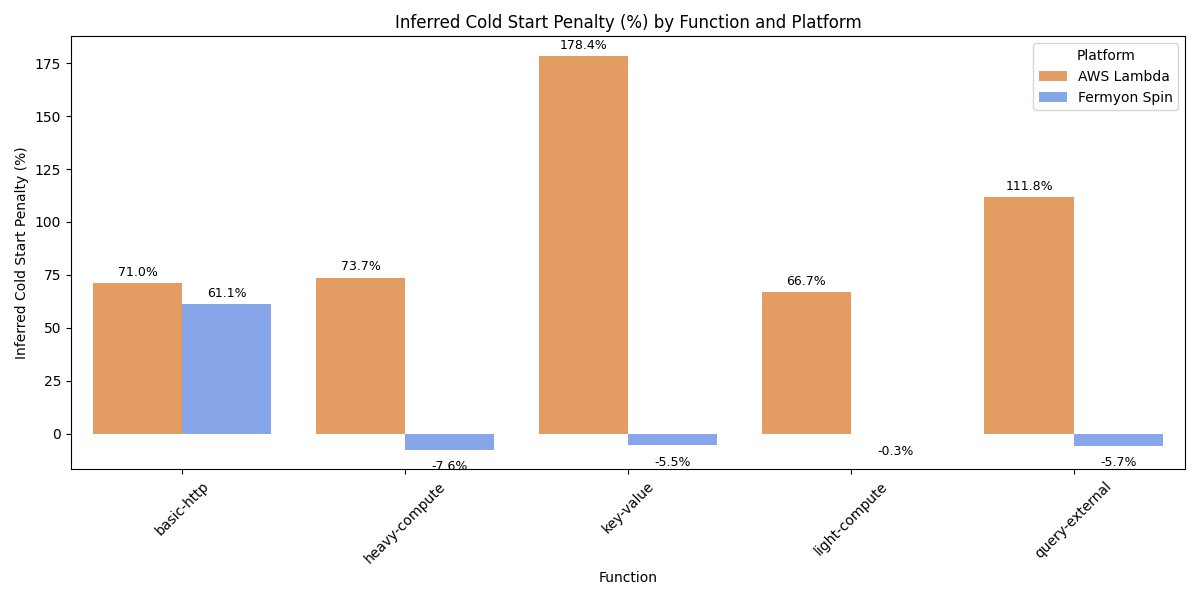 Inferred Cold Start Penalty (%) by Function and Platform
Inferred Cold Start Penalty (%)
175
150
125
100
75
50
25
0
178.4%
111.8%
71.0%
61.1%
73.7%
66.7%
-7.6%
-5.5%
-0.3%
-5.7%
Platform
AWS Lambda
Fermyon Spin
basic-http
heavy-compute
key-value
light-compute
query-external
Function